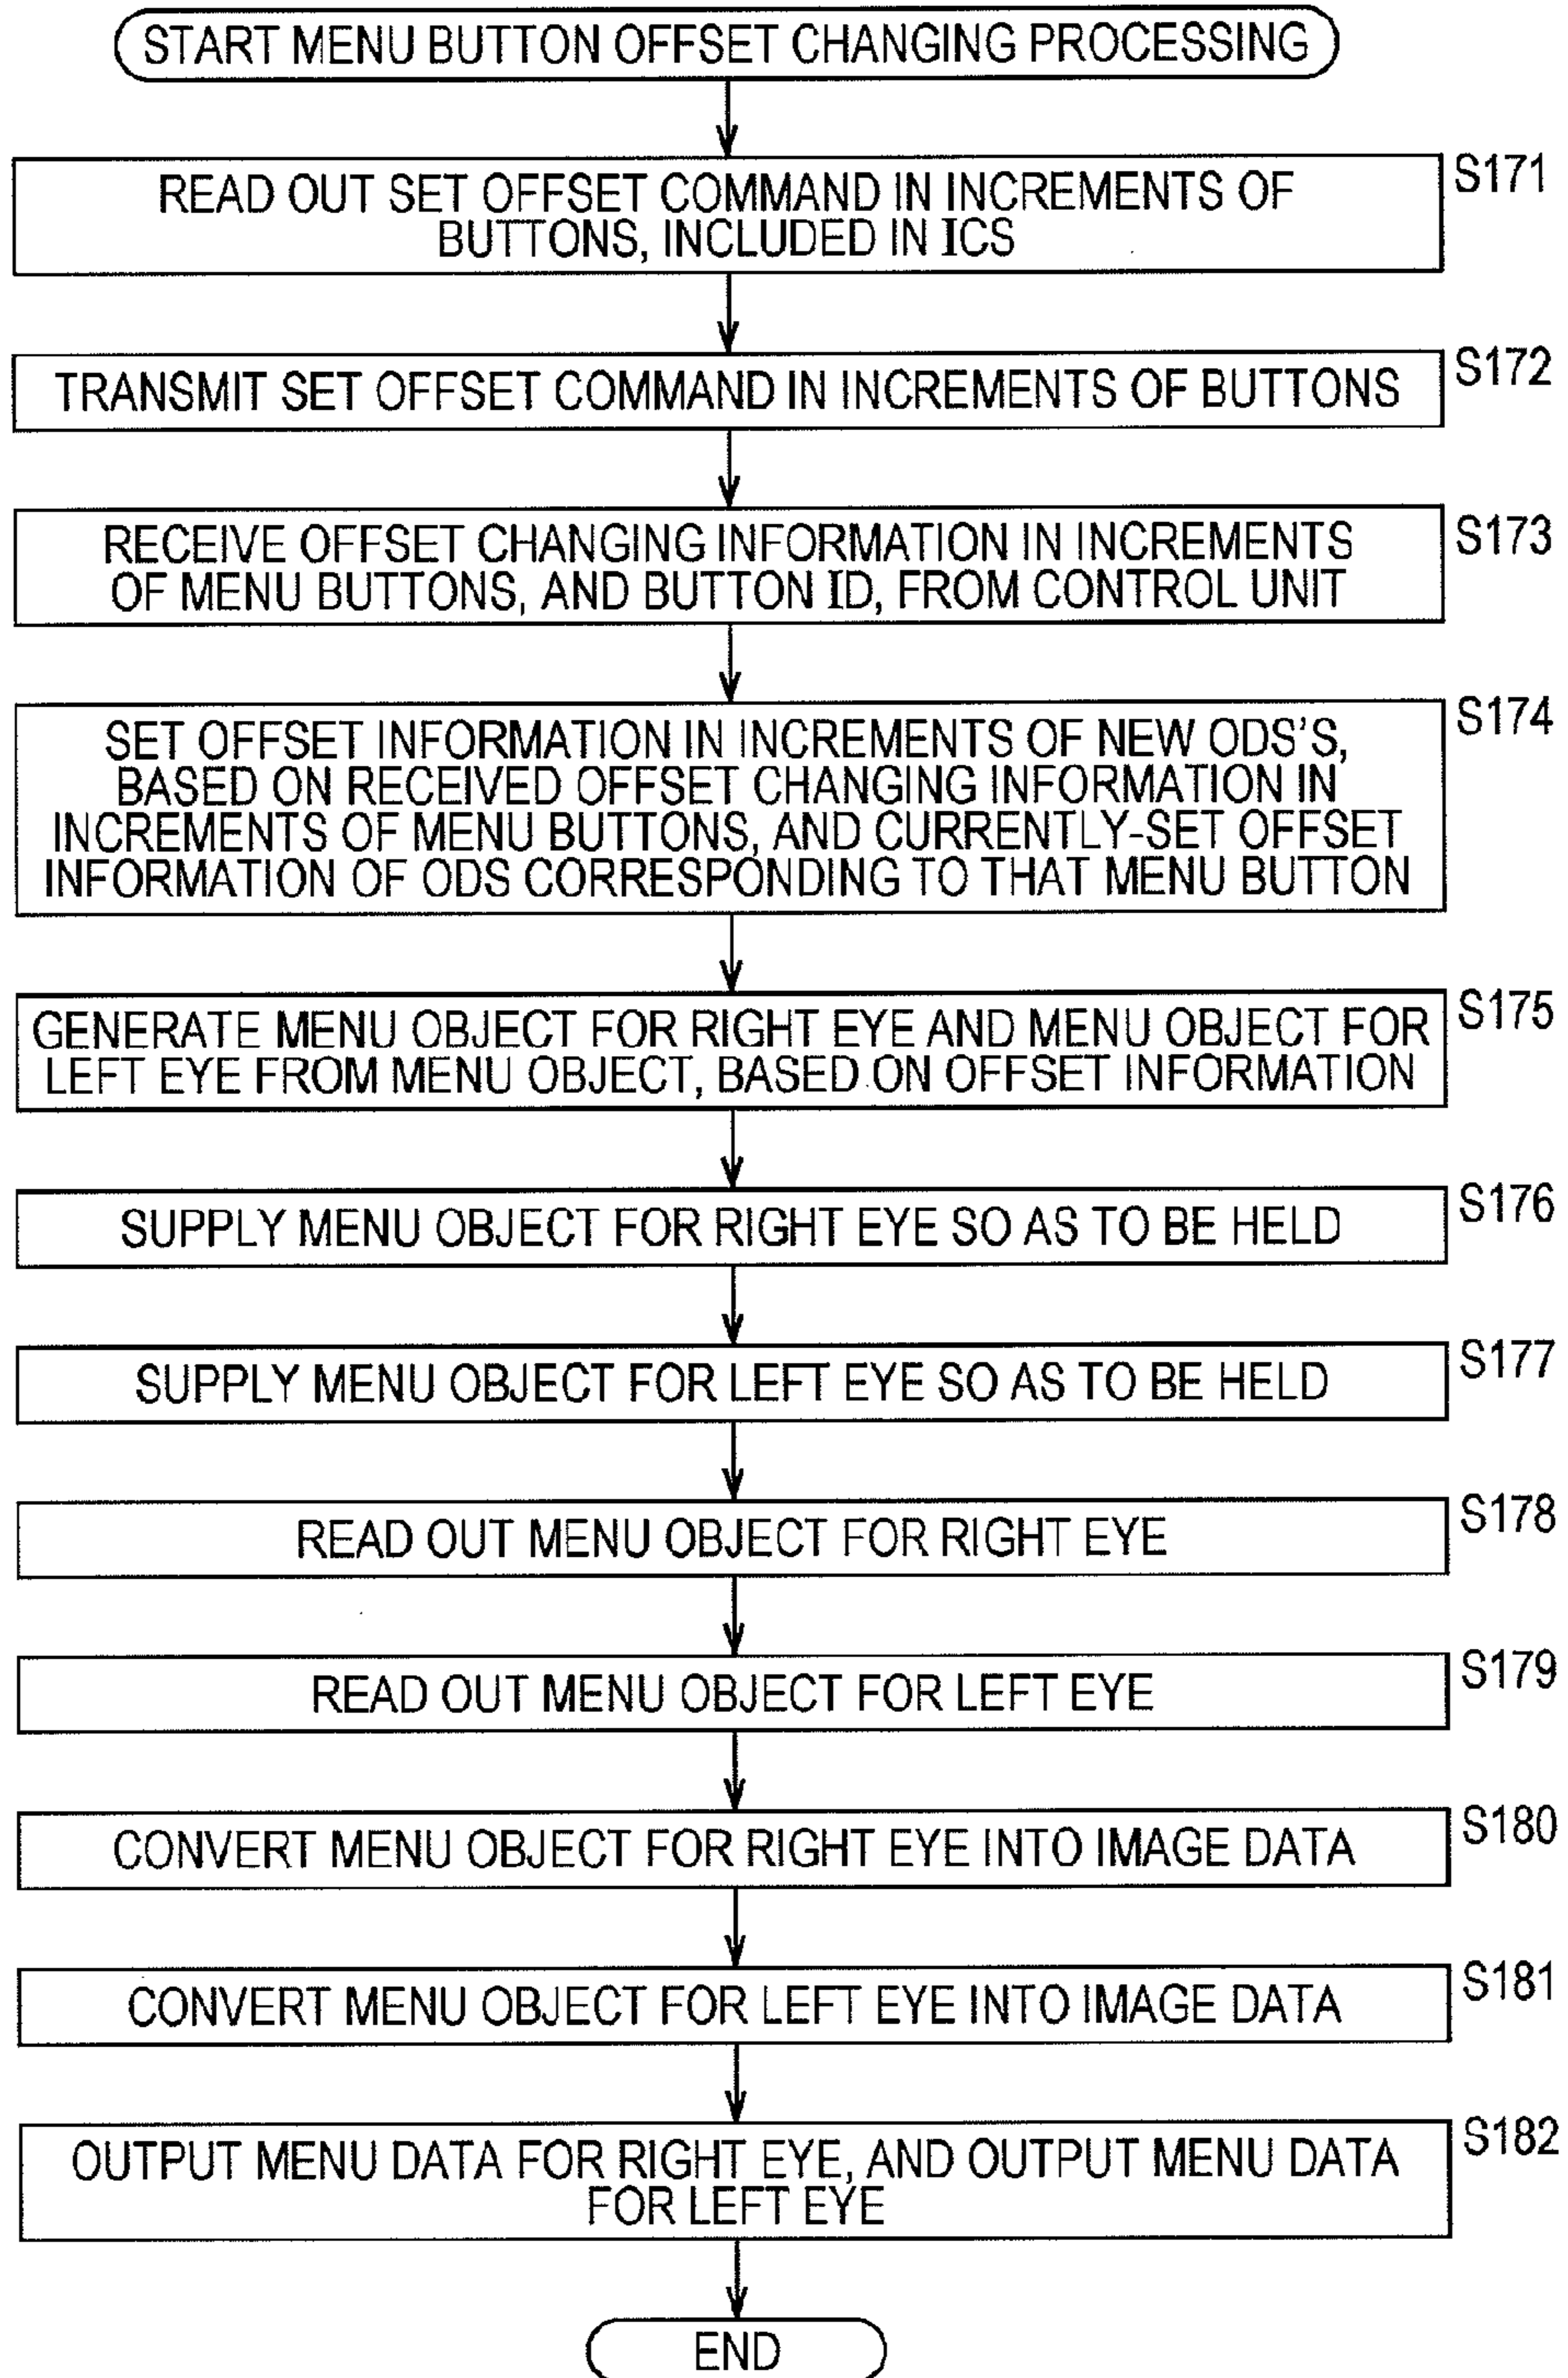 START MENU BUTTON OFFSET CHANGING PROCESSING
READ OUT SET OFFSET COMMAND IN INCREMENTS OF
BUTTONS, INCLUDED IN ICS
S171
TRANSMIT SET OFFSET COMMAND IN INCREMENTS OF BUTTONS
S172
RECEIVE OFFSET CHANGING INFORMATION IN INCREMENTS
OF MENU BUTTONS, AND BUTTON ID, FROM CONTROL UNIT
S173
SET OFFSET INFORMATION IN INCREMENTS OF NEW ODS'S,
BASED ON RECEIVED OFFSET CHANGING INFORMATION IN
INCREMENTS OF MENU BUTTONS, AND CURRENTLY-SET OFFSET
INFORMATION OF ODS CORRESPONDING TO THAT MENU BUTTON
S174
GENERATE MENU OBJECT FOR RIGHT EYE AND MENU OBJECT FOR
LEFT EYE FROM MENU OBJECT, BASED ON OFFSET INFORMATION
S175
SUPPLY MENU OBJECT FOR RIGHT EYE SO AS TO BE HELD
S176
SUPPLY MENU OBJECT FOR LEFT EYE SO AS TO BE HELD
S177
READ OUT MENU OBJECT FOR RIGHT EYE
S178
READ OUT MENU OBJECT FOR LEFT EYE
S179
CONVERT MENU OBJECT FOR RIGHT EYE INTO IMAGE DATA
S180
CONVERT MENU OBJECT FOR LEFT EYE INTO IMAGE DATA
S181
OUTPUT MENU DATA FOR RIGHT EYE, AND OUTPUT MENU DATA
FOR LEFT EYE
S182
END